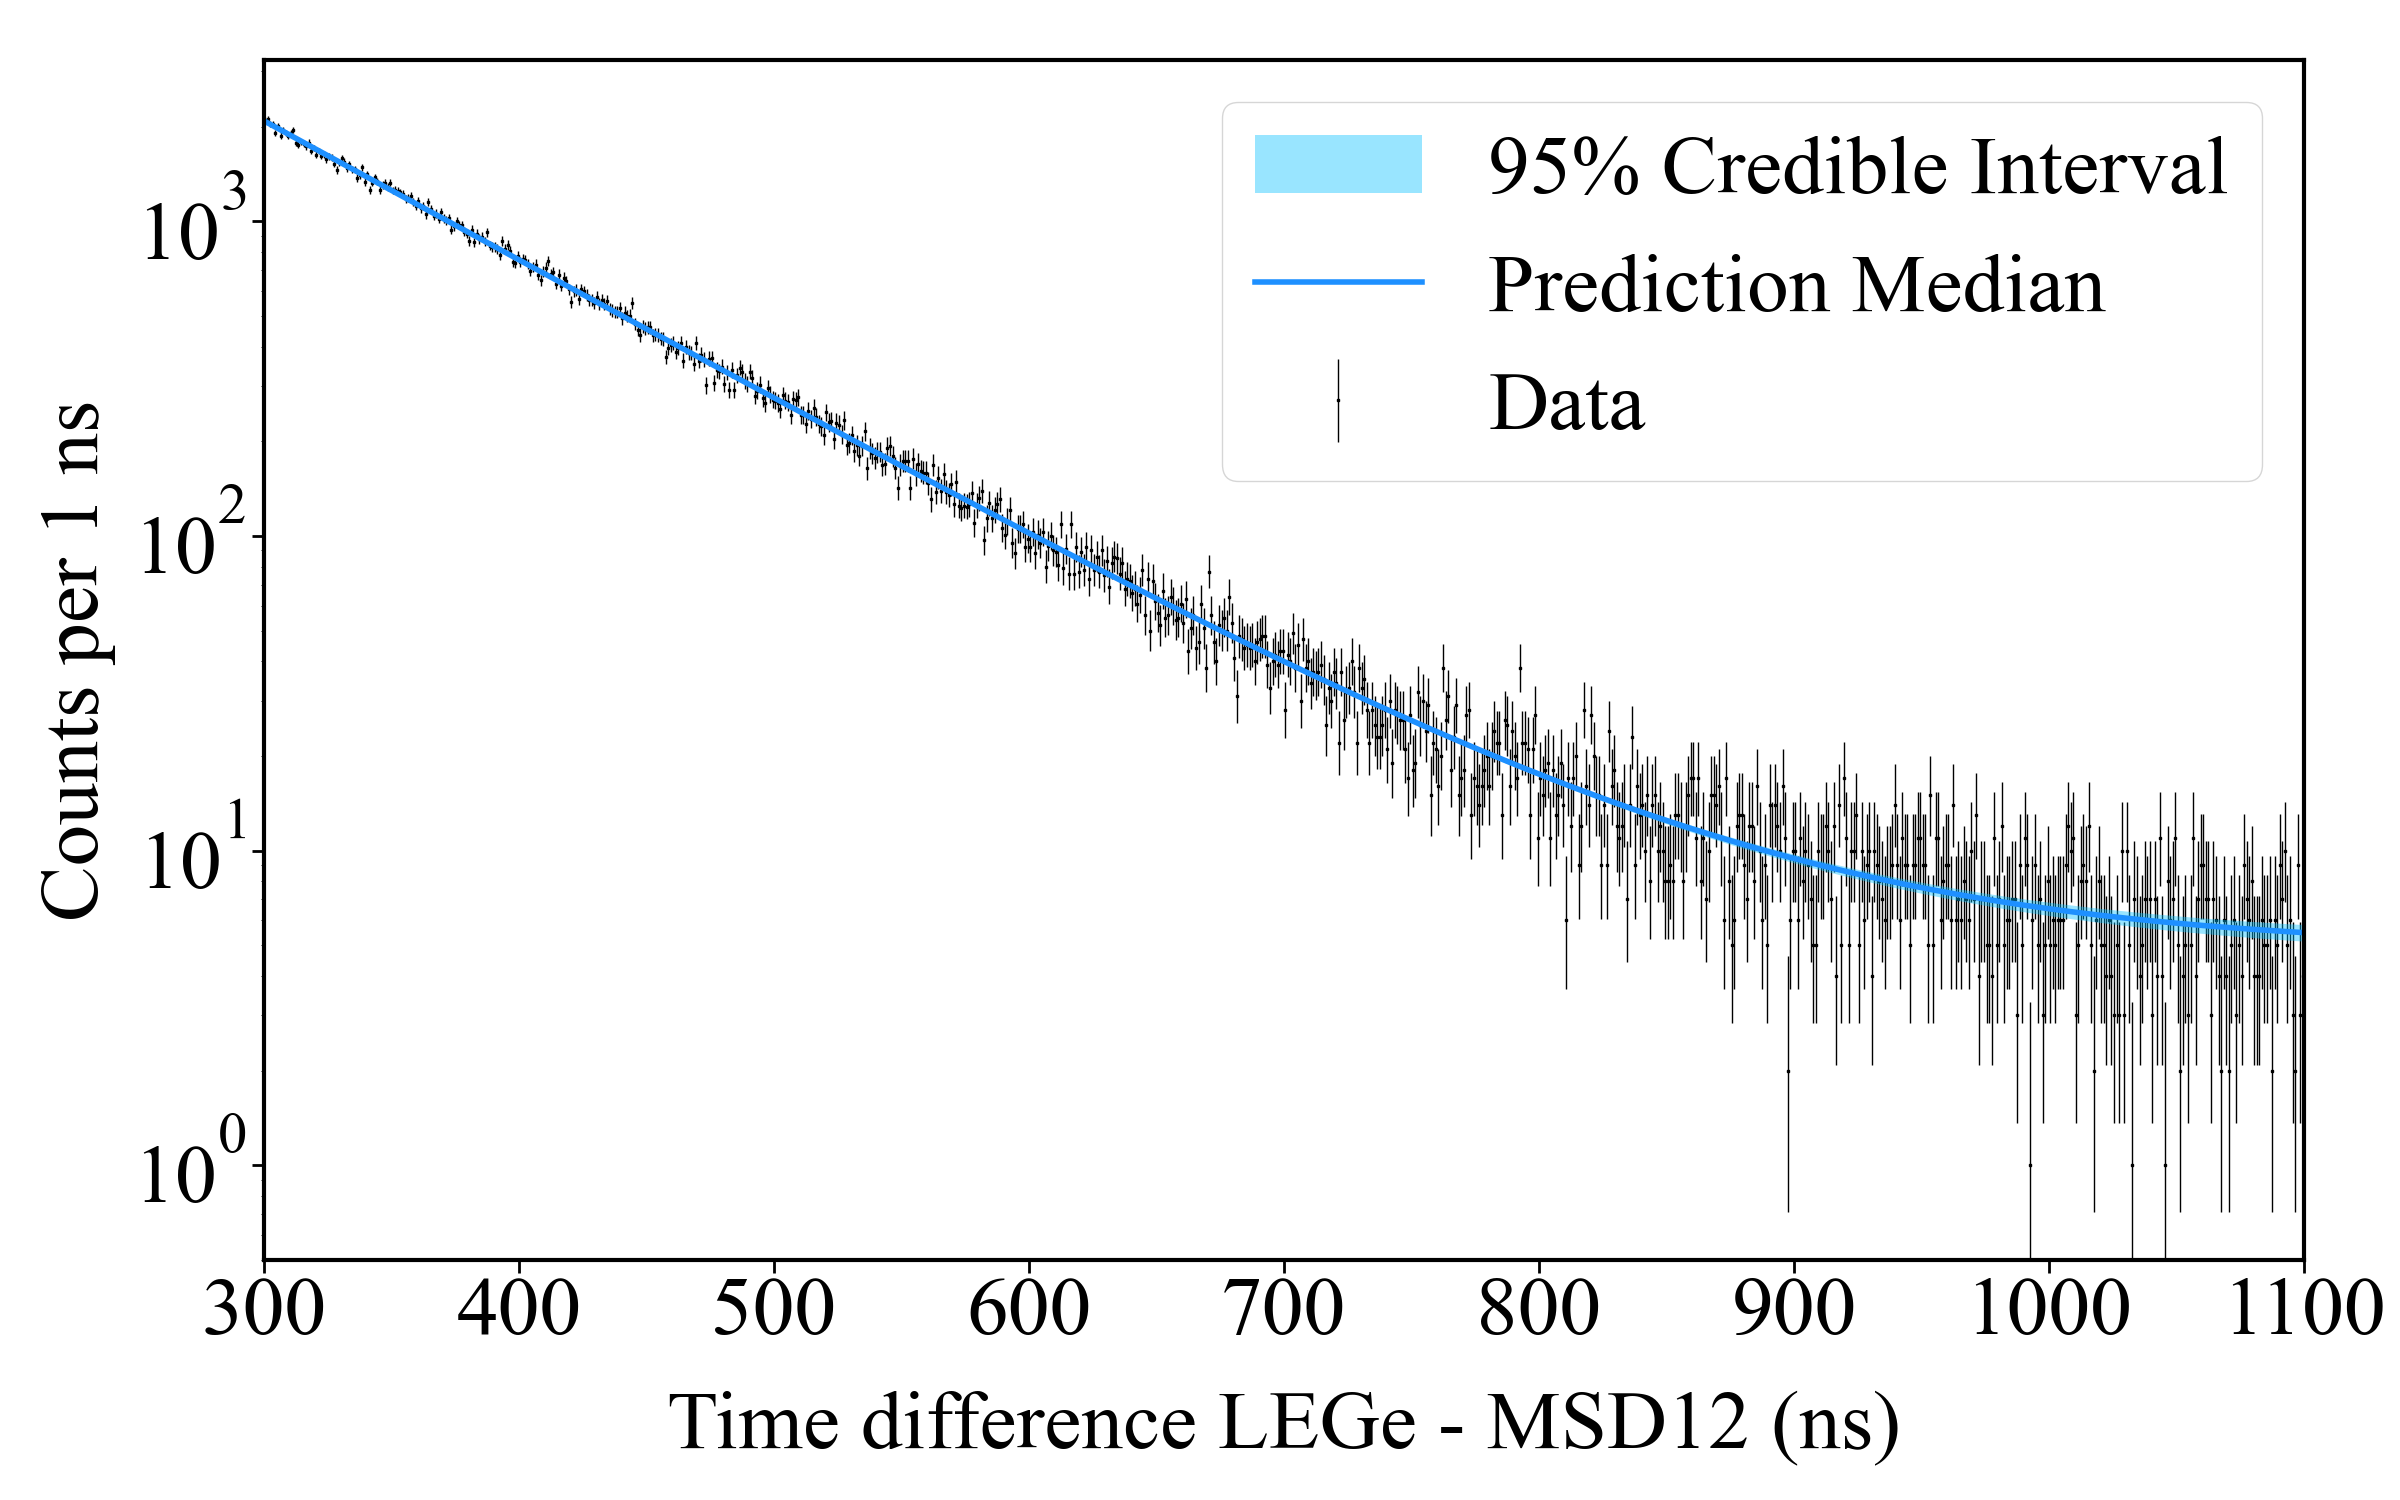 95% Credible Interval
Prediction Median
Data
Counts per 1 ns
10^3
10^2
10^1
10^0
300 400 500 600 700 800 900 1000 1100
Time difference LEGe - MSD12 (ns)